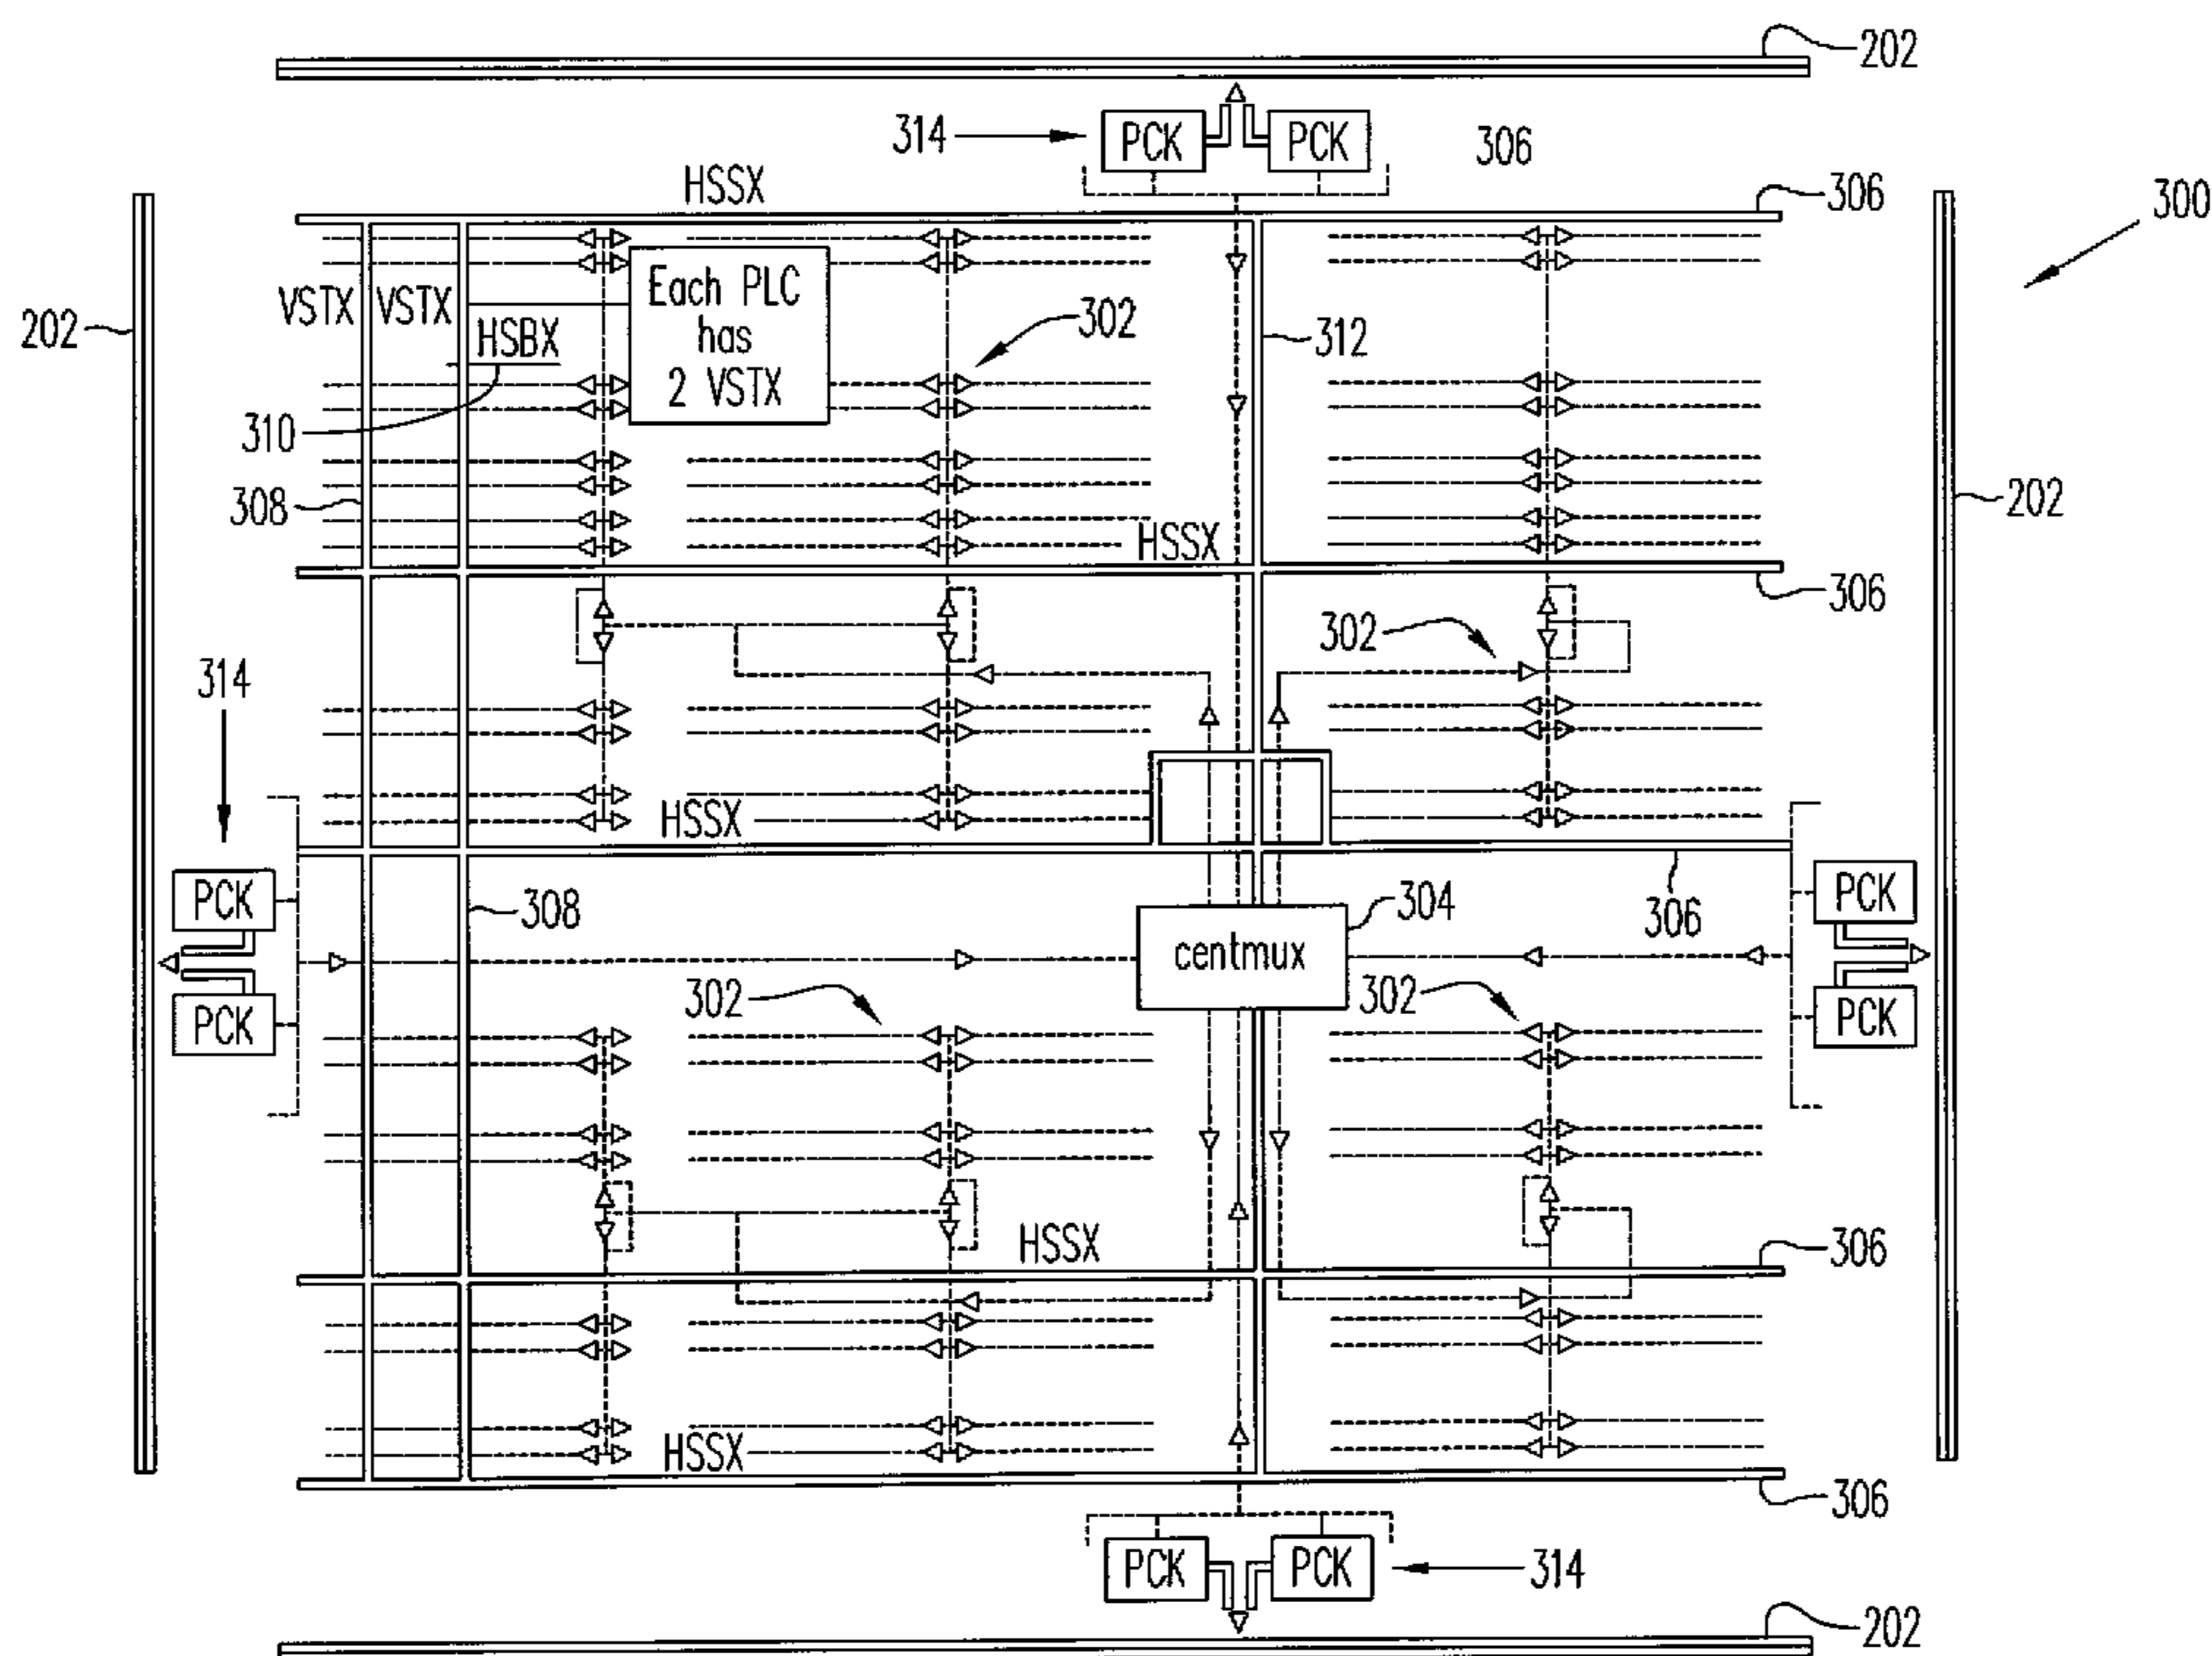 202
314
PCK
PCK
306
HSSX
306
300
VSTX
VSTX
Each PLC
has
2 VSTX
302
312
202
HSBX
310
308
202
HSSX
306
302
314
HSSX
PCK
308
304
306
PCK
centmux
302
302
PCK
PCK
HSSX
306
HSSX
306
PCK
PCK
314
202